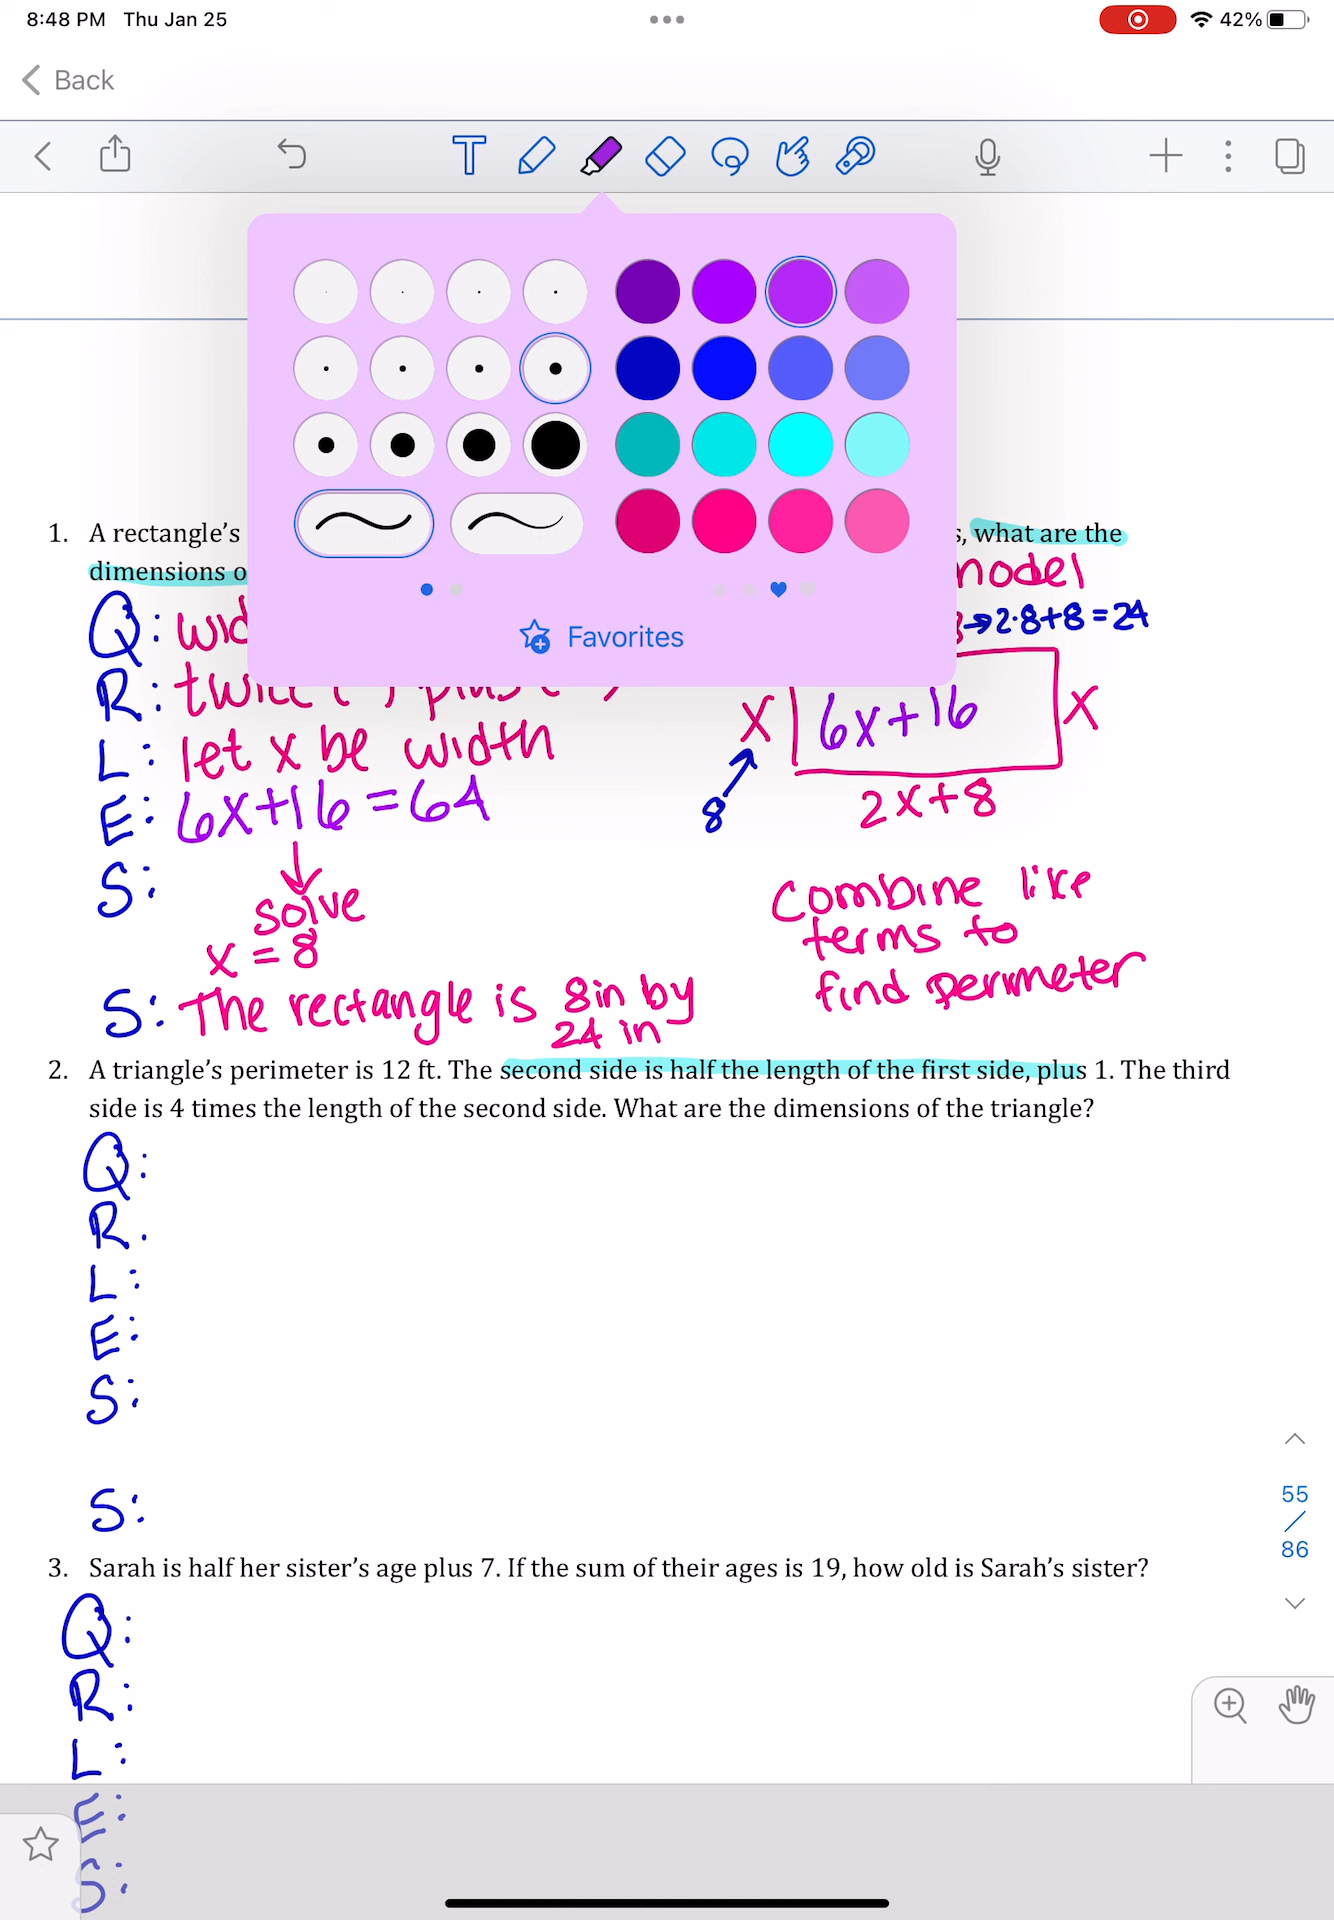 8:48 PM Thu Jan 25
42%
Back
T
Favorites
1. A rectangle’s
s, what are the
dimensions o
model
Q: wid
→2·8+8=24
R: twice
plus
X 6x+16 X
L: let x be width
8
2x+8
E: 6x+16=64
S:
solve
x = 8
Combine like
terms to
find perimeter
S: The rectangle is 8in by
24 in
2. A triangle’s perimeter is 12 ft. The second side is half the length of the first side, plus 1. The third
side is 4 times the length of the second side. What are the dimensions of the triangle?
Q:
R.
L:
E:
S:
S:
55
/
86
3. Sarah is half her sister’s age plus 7. If the sum of their ages is 19, how old is Sarah’s sister?
Q:
R:
L:
E:
S: